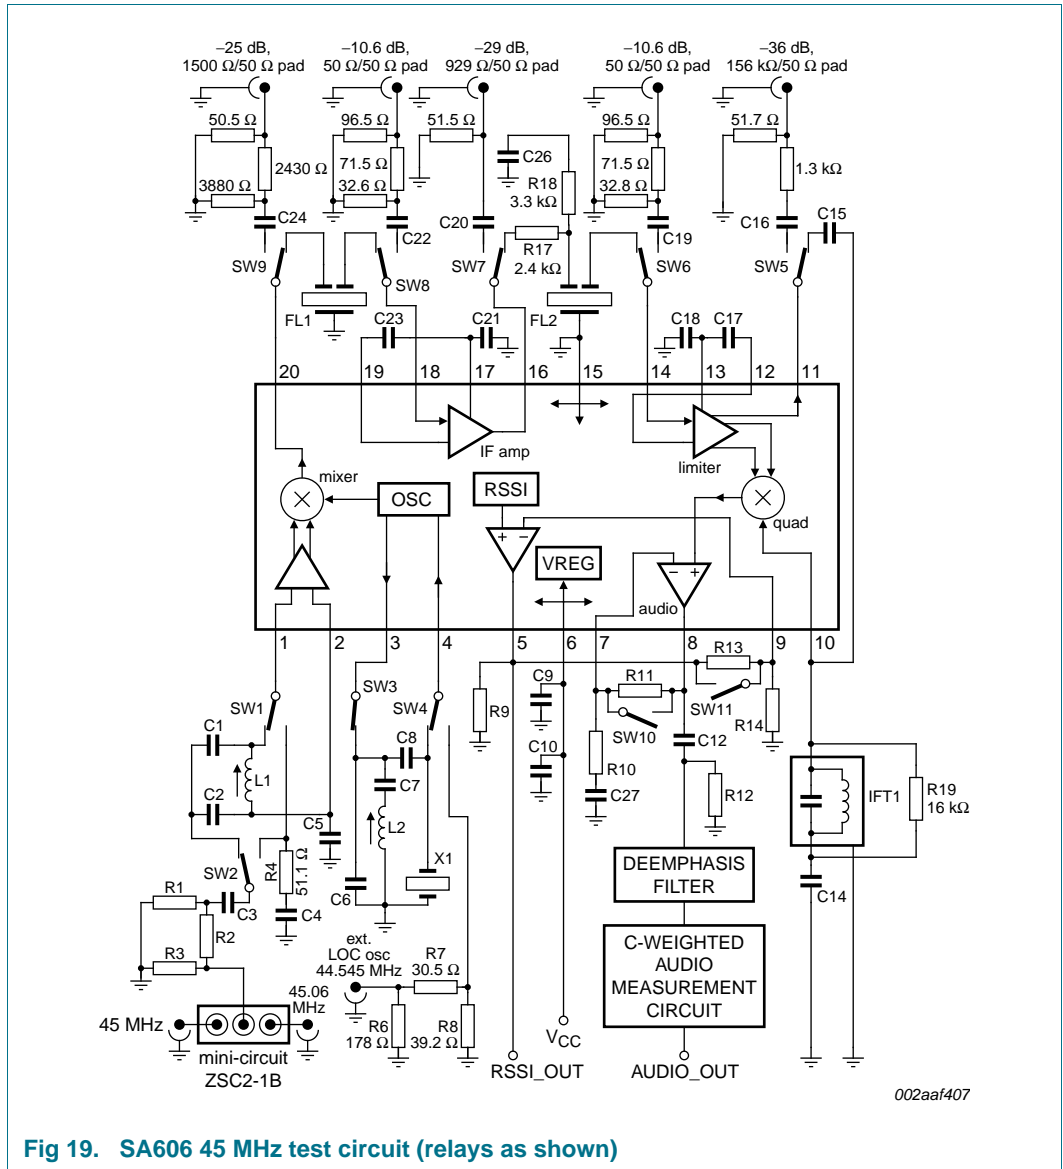 −25 dB,
1500 Ω/50 Ω pad
−10.6 dB,
50 Ω/50 Ω pad
−29 dB,
929 Ω/50 Ω pad
−10.6 dB,
50 Ω/50 Ω pad
−36 dB,
156 kΩ/50 Ω pad
50.5 Ω
2430 Ω
3880 Ω
C24
SW9
96.5 Ω
71.5 Ω
32.6 Ω
C22
SW8
FL1
51.5 Ω
C20
SW7
C26
R18
3.3 kΩ
R17
2.4 kΩ
FL2
96.5 Ω
71.5 Ω
32.8 Ω
C19
SW6
51.7 Ω
1.3 kΩ
C16
C15
SW5
C23
C21
C18
C17
20
19
18
17
16
15
14
13
12
11
mixer
OSC
IF amp
RSSI
+ −
VREG
limiter
quad
− +
audio
1
2
3
4
5
6
7
8
9
10
SW1
C1
L1
C2
C5
SW2
R4
51.1 Ω
C3
C4
R1
R2
R3
SW3
SW4
C8
C7
L2
C6
X1
R9
C9
C10
R11
SW10
R10
C27
R13
SW11
R14
C12
R12
IFT1
R19
16 kΩ
C14
DEEMPHASIS
FILTER
C-WEIGHTED
AUDIO
MEASUREMENT
CIRCUIT
ext.
LOC osc
44.545 MHz
R7
30.5 Ω
R6
178 Ω
R8
39.2 Ω
45 MHz
45.06
MHz
mini-circuit
ZSC2-1B
RSSI_OUT
VCC
AUDIO_OUT
002aaf407
Fig 19. SA606 45 MHz test circuit (relays as shown)